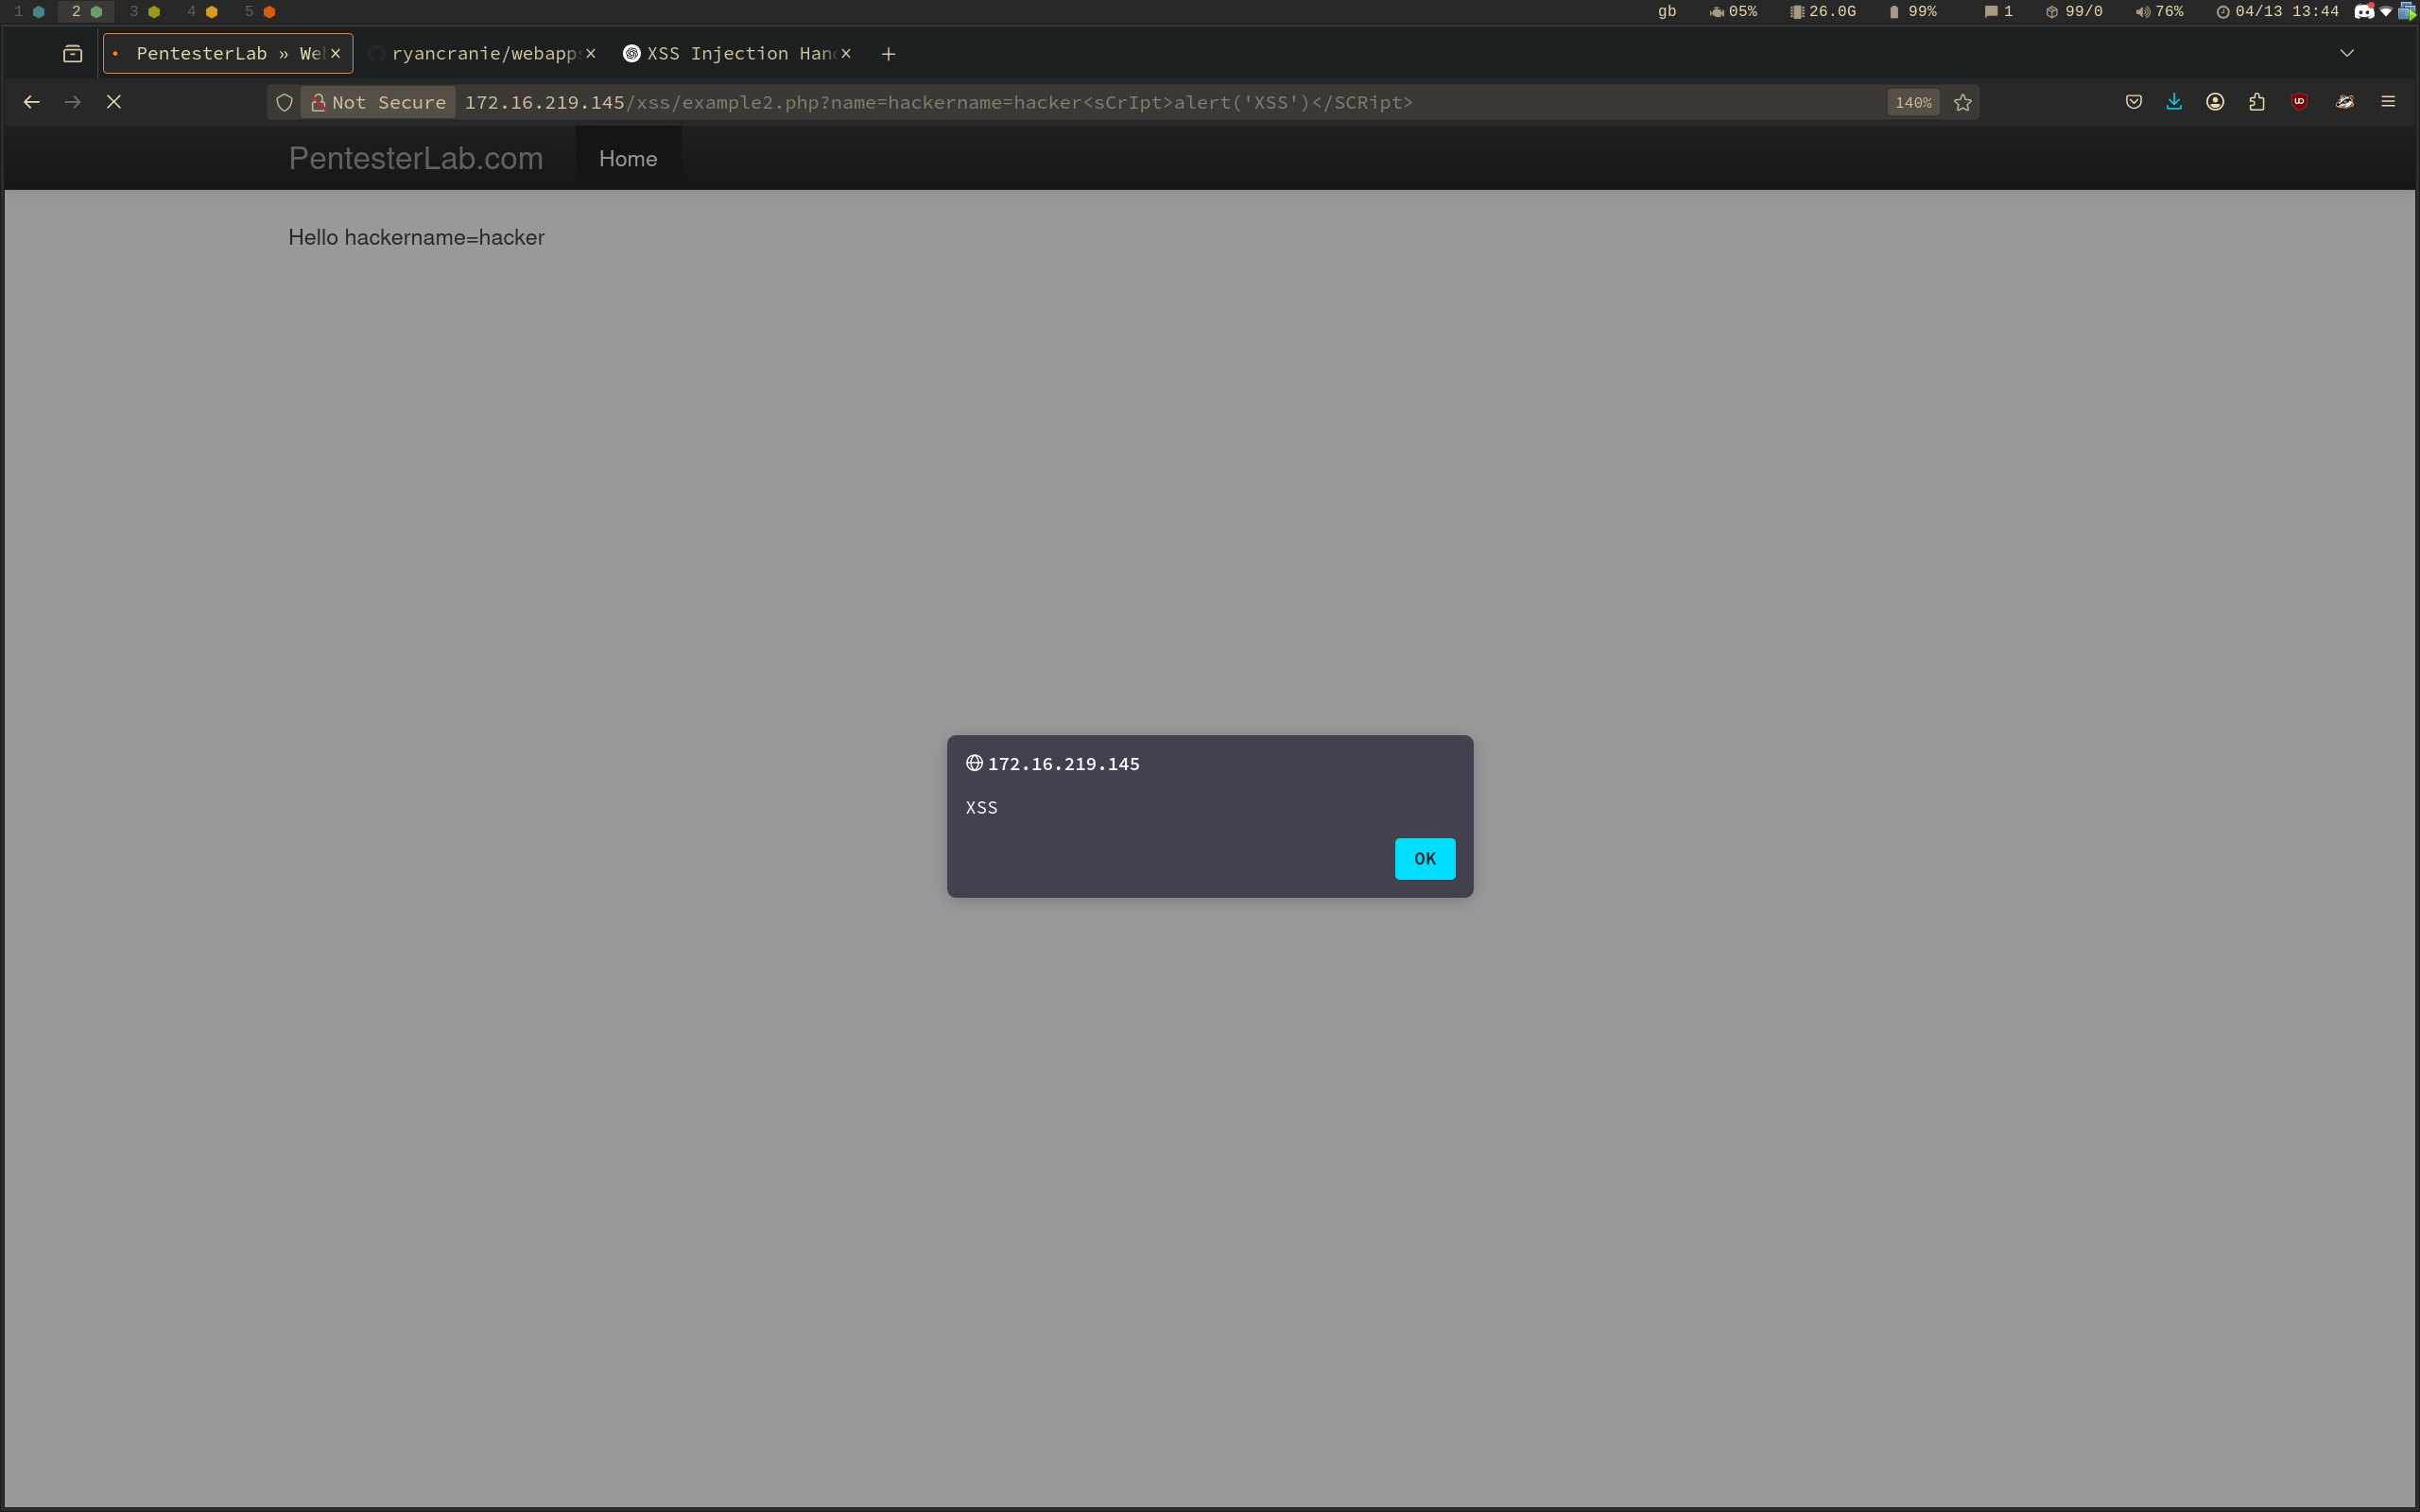 1 2 3 4 5 gb 05% 26.0G 99% 1 99/0 76% 04/13 13:44
PentesterLab » We ryancranie/webapps XSS Injection Han
Not Secure 172.16.219.145/xss/example2.php?name=hackername=hacker<sCrIpt>alert('XSS')</SCRipt> 140%
PentesterLab.com Home
Hello hackername=hacker
172.16.219.145
XSS
OK